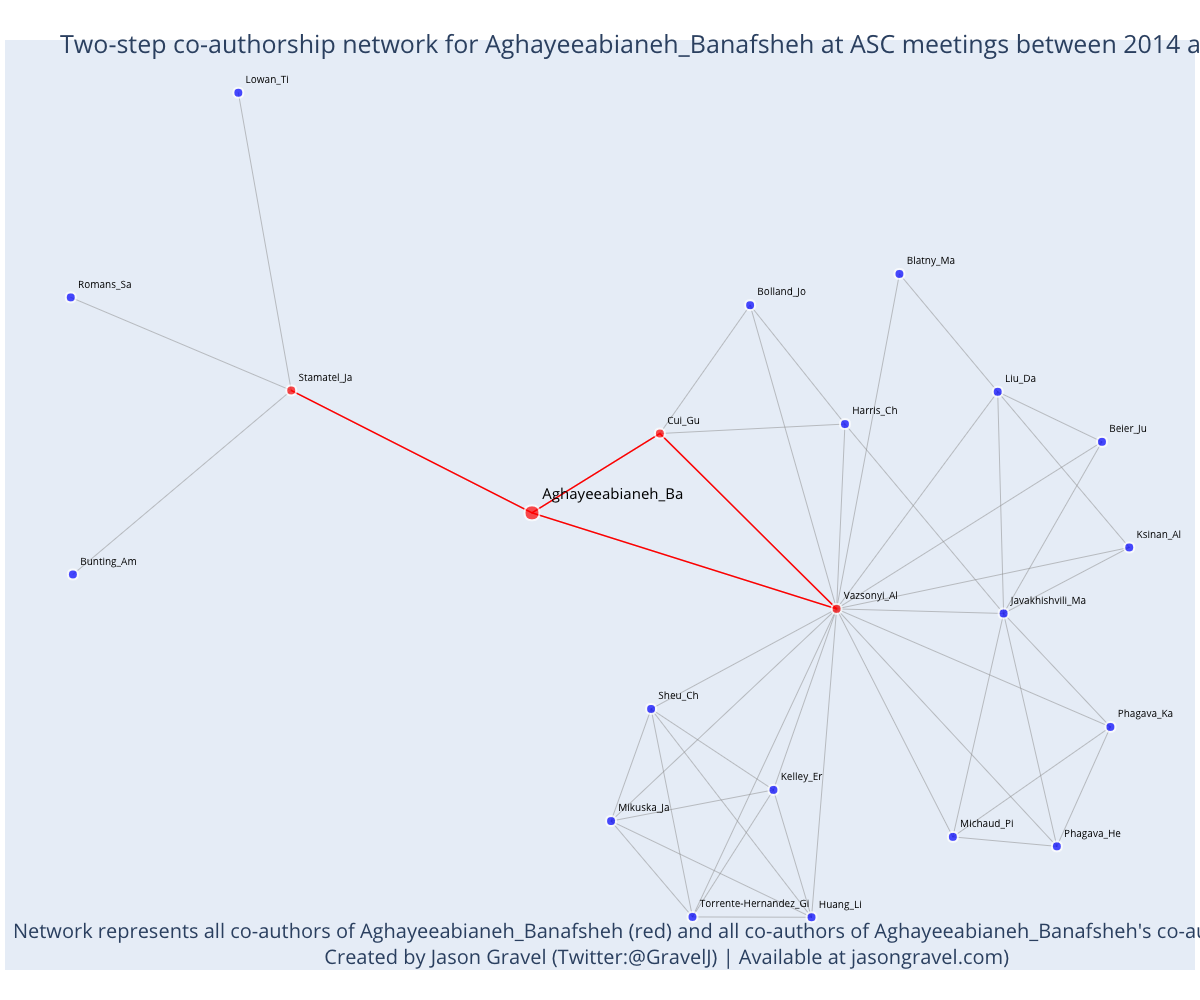 Two-step co-authorship network for Aghayeeabianeh_Banafsheh at ASC meetings between 2014 a
Lowan_Ti
Blatny_Ma
Romans_Sa
Bolland_Jo
Stamatel_Ja
Liu_Da
Harris_Ch
Cui_Gu
Beier_Ju
Aghayeeabianeh_Ba
Ksinan_Al
Bunting_Am
Vazsonyi_Al
Javakhishvili_Ma
Sheu_Ch
Phagava_Ka
Kelley_Er
Mikuska_Ja
Michaud_Pi
Phagava_He
Torrente-Hernandez_Gi
Huang_Li
Network represents all co-authors of Aghayeeabianeh_Banafsheh (red) and all co-authors of Aghayeeabianeh_Banafsheh's co-au
Created by Jason Gravel (Twitter:@GravelJ) | Available at jasongravel.com)